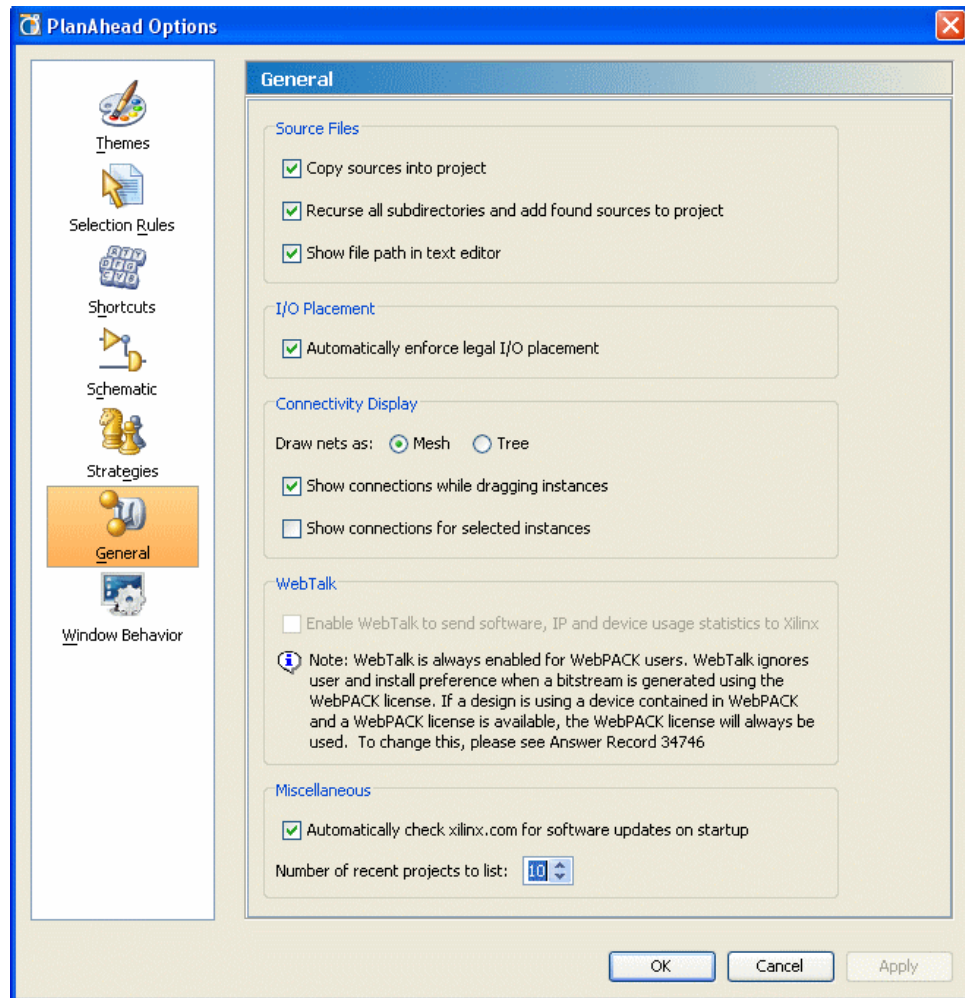 PlanAhead Options
Themes
Selection Rules
Shortcuts
Schematic
Strategies
General
Window Behavior
General
Source Files
Copy sources into project
Recurse all subdirectories and add found sources to project
Show file path in text editor
I/O Placement
Automatically enforce legal I/O placement
Connectivity Display
Draw nets as: Mesh Tree
Show connections while dragging instances
Show connections for selected instances
WebTalk
Enable WebTalk to send software, IP and device usage statistics to Xilinx
Note: WebTalk is always enabled for WebPACK users. WebTalk ignores
user and install preference when a bitstream is generated using the
WebPACK license. If a design is using a device contained in WebPACK
and a WebPACK license is available, the WebPACK license will always be
used. To change this, please see Answer Record 34746
Miscellaneous
Automatically check xilinx.com for software updates on startup
Number of recent projects to list: 10
OK Cancel Apply